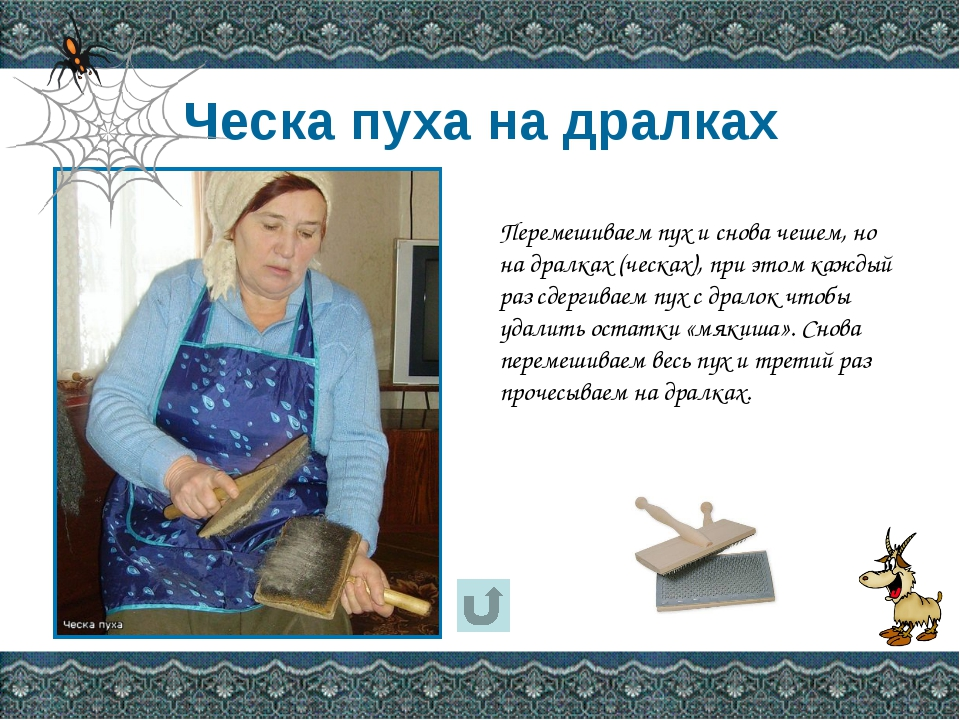 Ческа пуха на дралках
Перемешиваем пух и снова чешем, но
на дралках (ческах), при этом каждый
раз сдергиваем пух с дралок чтобы
удалить остатки «мякиша». Снова
перемешиваем весь пух и третий раз
прочесываем на дралках.
Ческа пуха